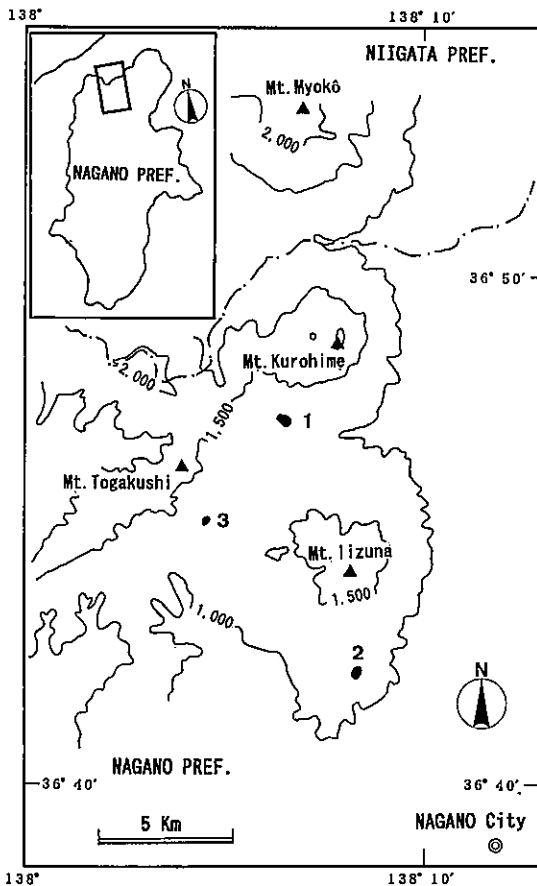 138°
138° 10′
NIIGATA PREF.
Mt. Myokô
2,000
N
NAGANO PREF.
36° 50′
Mt. Kurohime
2,000
1,500
1
Mt. Togakushi
3
Mt. Iizuna
1,500
1,000
2
N
NAGANO PREF.
36° 40′
36° 40′
5 Km
NAGANO City
138°
138° 10′